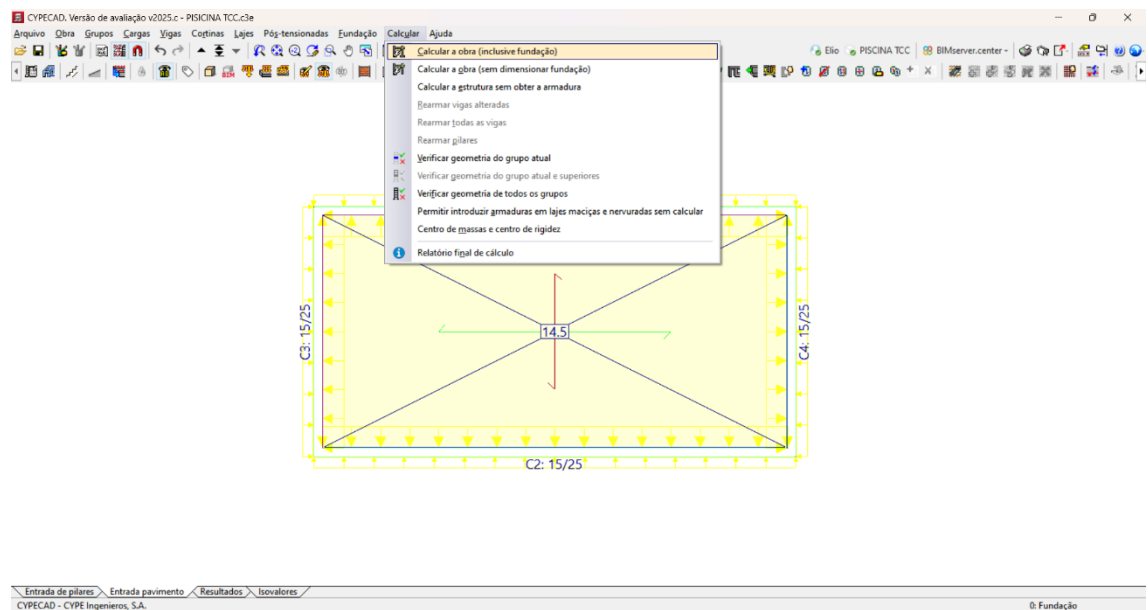 CYPECAD. Versão de avaliação v2025.c - PISICINA TCC.c3e
Arquivo Obra Grupos Cargas Vigas Cortinas Lajes Pós-tensionadas Fundação Calcular Ajuda
Elio PISCINA TCC BIMserver.center
BIM
Calcular a obra (inclusive fundação)
Calcular a obra (sem dimensionar fundação)
Calcular a estrutura sem obter a armadura
Rearmar vigas alteradas
Rearmar todas as vigas
Rearmar pilares
Verificar geometria do grupo atual
Verificar geometria do grupo atual e superiores
Verificar geometria de todos os grupos
Permitir introduzir armaduras em lajes maciças e nervuradas sem calcular
Centro de massas e centro de rigidez
Relatório final de cálculo
C3: 15/25
14.5
C4: 15/25
C2: 15/25
Entrada de pilares Entrada pavimento Resultados Isovalores
CYPECAD - CYPE Ingenieros, S.A. 0: Fundação